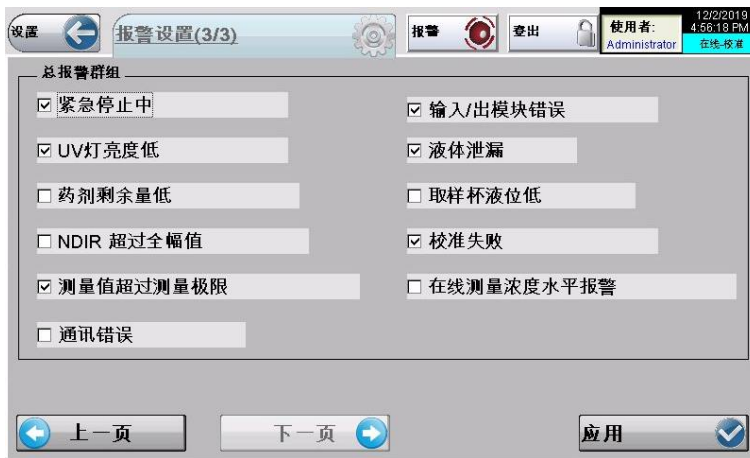 设置
报警设置(3/3)
报警
登出
使用者:
Administrator
12/2/2019
4:56:18 PM
在线-校准
总报警群组
紧急停止中
输入/出模块错误
UV灯亮度低
液体泄漏
药剂剩余量低
取样杯液位低
NDIR 超过全幅值
校准失败
测量值超过测量极限
在线测量浓度水平报警
通讯错误
上一页
下一页
应用